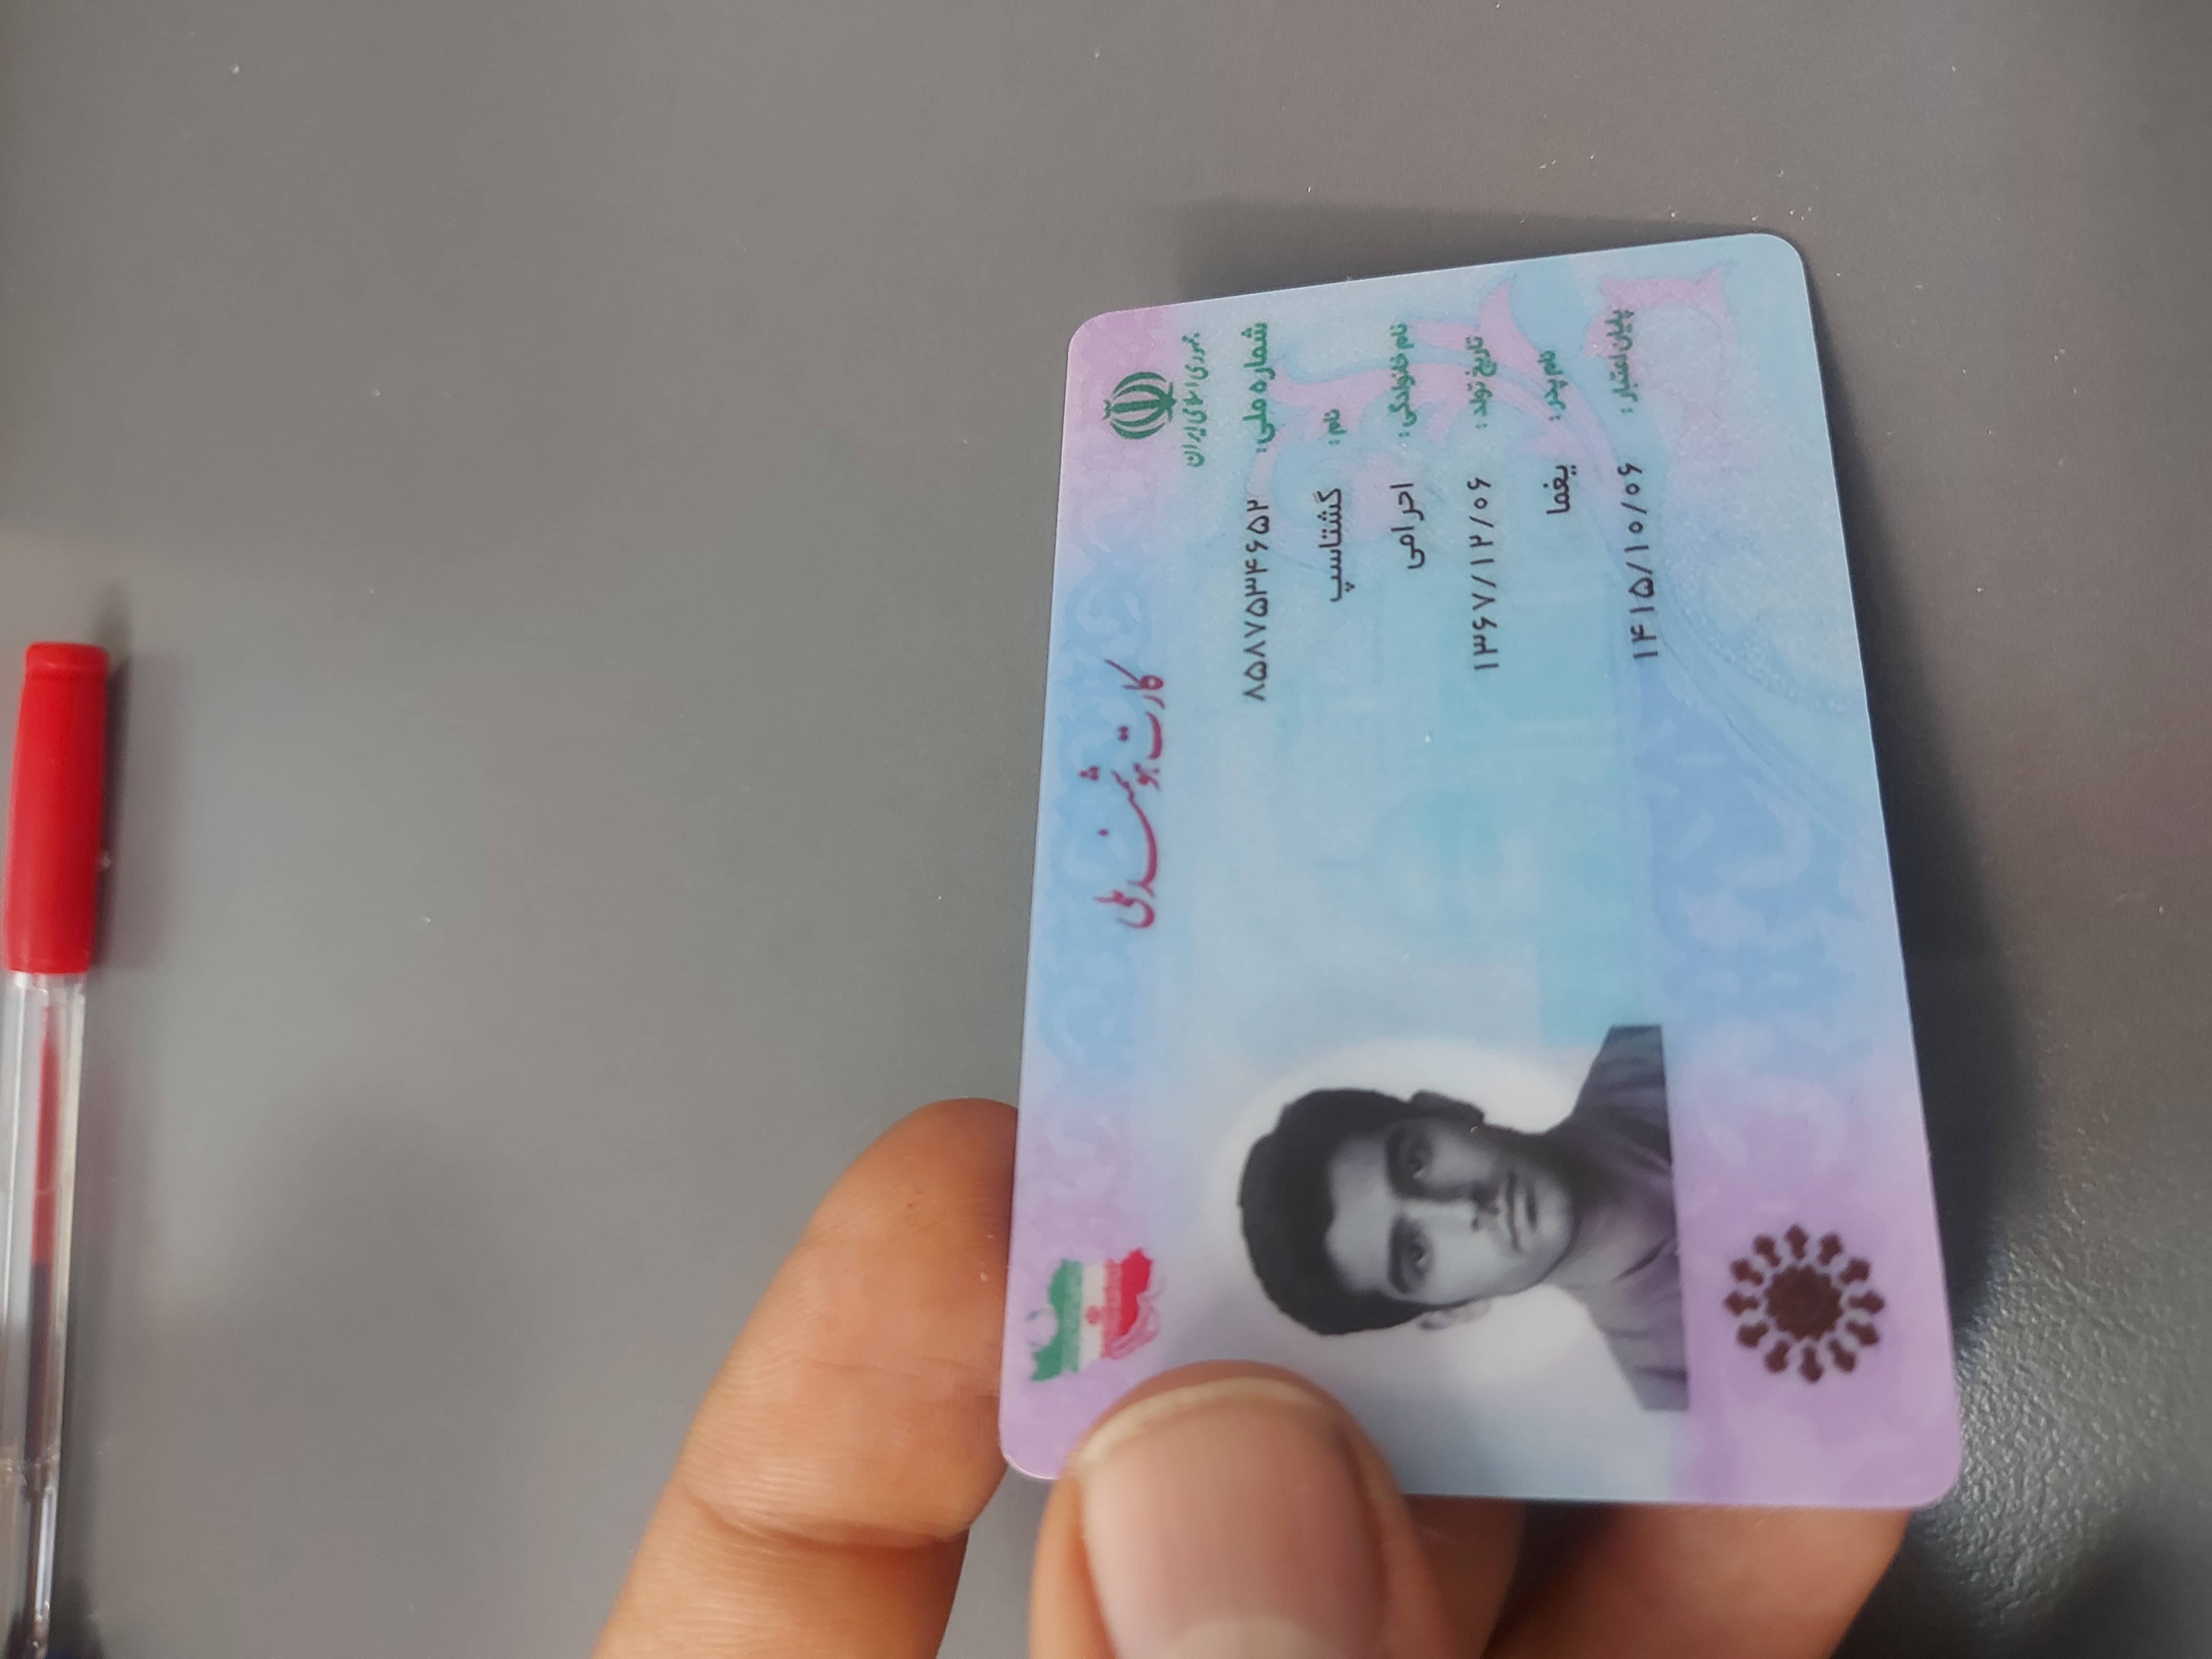 جمهوری اسلامی ایران
کارت هوشمند ملی
شماره ملی: ۸۵۸۷۵۳۴۶۵۲
نام: گشتاسپ
نام خانوادگی: احرامی
تاریخ تولد: ۱۳۶۷/۱۲/۰۶
نام پدر: یغما
پایان اعتبار: ۱۴۱۵/۱۰/۰۶